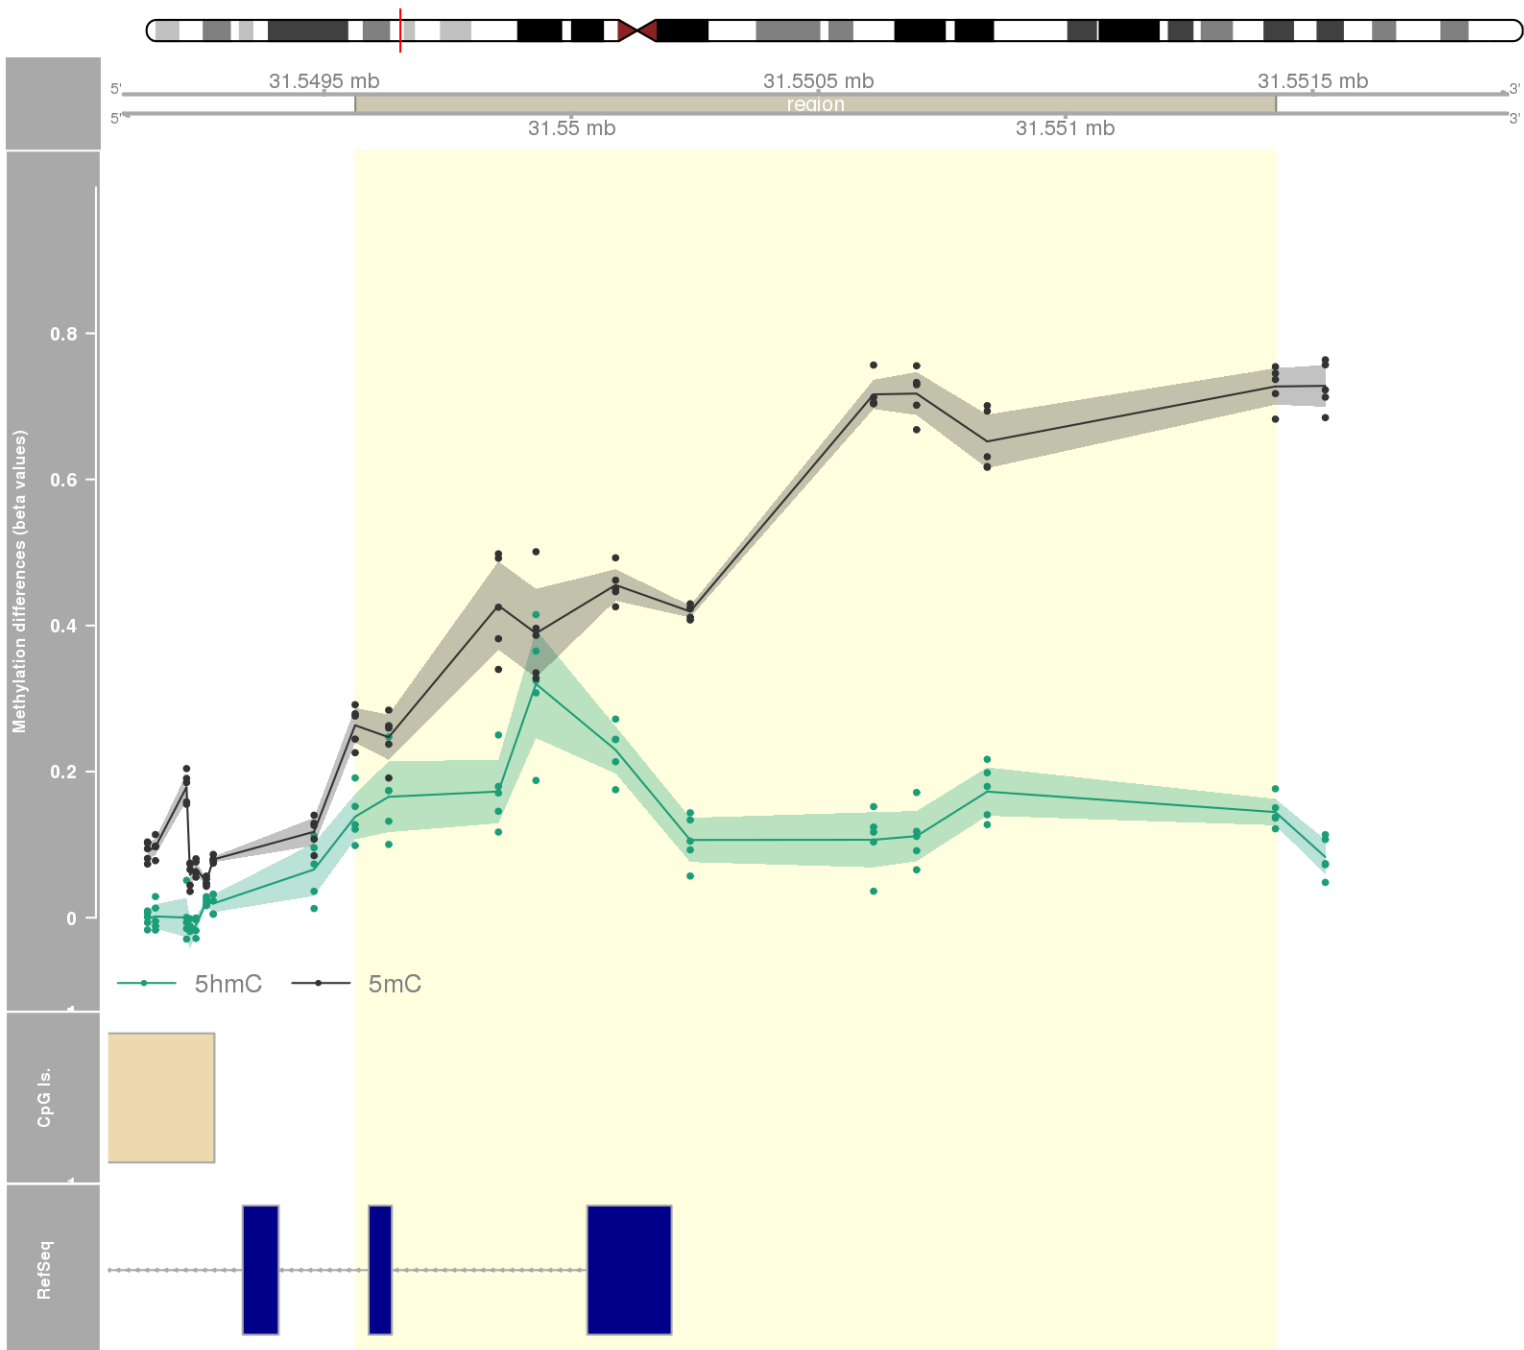 31.5495 mb
31.5505 mb
31.5515 mb
5'
3'
region
5'
3'
31.55 mb
31.551 mb
Methylation differences (beta values)
0.8
0.6
0.4
0.2
0
5hmC
5mC
CpG Is.
RefSeq